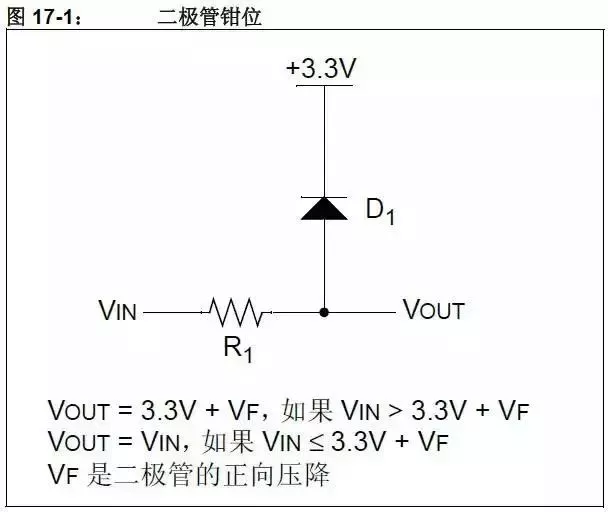 图 17-1: 二极管钳位
+3.3V
D1
VIN
VOUT
R1
VOUT = 3.3V + VF, 如果 VIN > 3.3V + VF
VOUT = VIN, 如果 VIN ≤ 3.3V + VF
VF 是二极管的正向压降